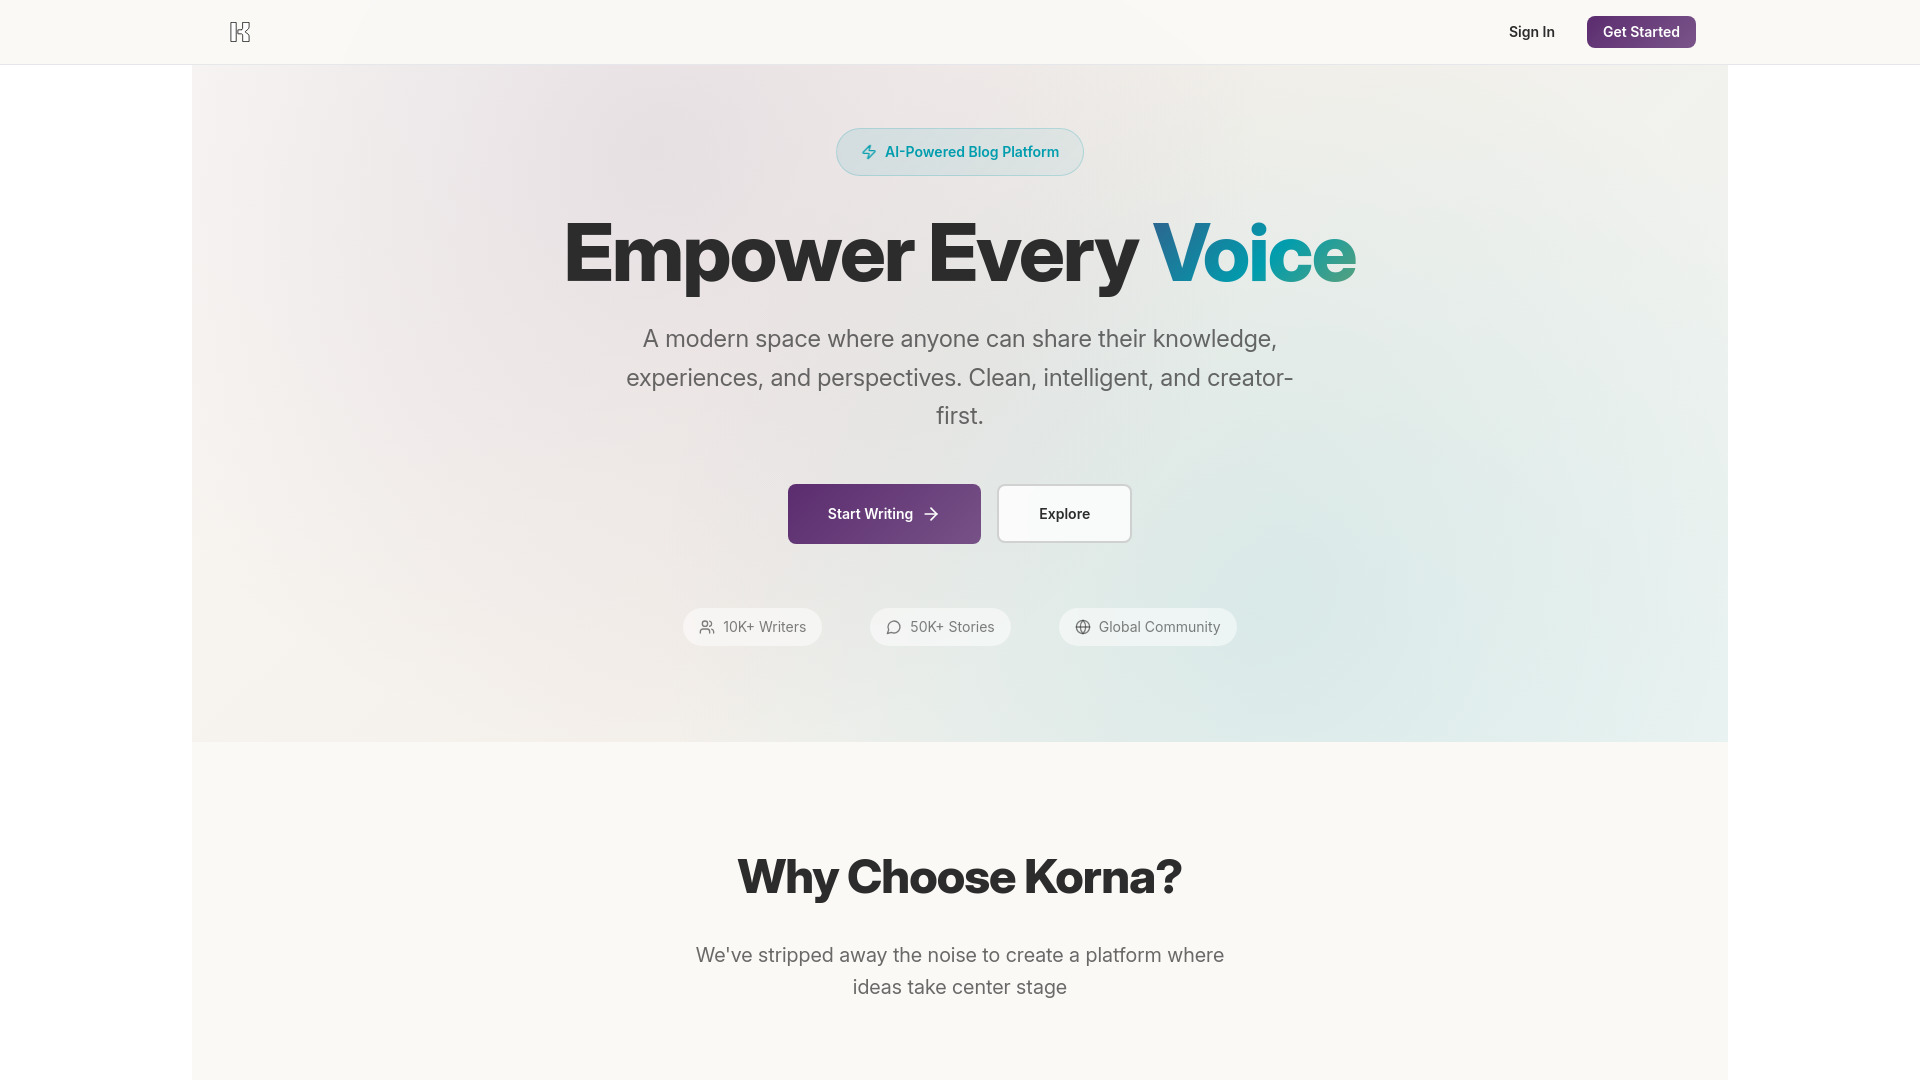 K
Sign In
Get Started
AI-Powered Blog Platform
Empower Every Voice
A modern space where anyone can share their knowledge,
experiences, and perspectives. Clean, intelligent, and creator-
first.
Start Writing
Explore
10K+ Writers
50K+ Stories
Global Community
Why Choose Korna?
We've stripped away the noise to create a platform where
ideas take center stage